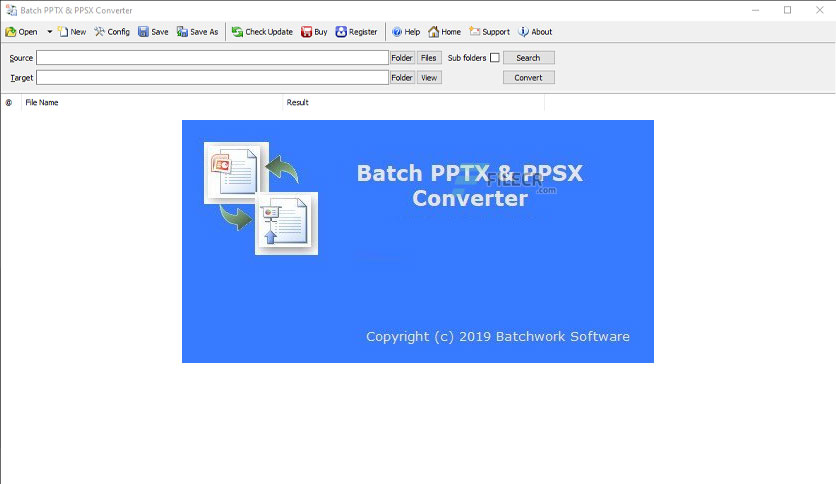 Batch PPTX & PPSX Converter
Open New Config Save Save As Check Update Buy Register Help Home Support About
Source Folder Files Sub folders Search
Target Folder View Convert
@ File Name Result
Batch PPTX & PPSX
Converter
FILECR
.com
Copyright (c) 2019 Batchwork Software